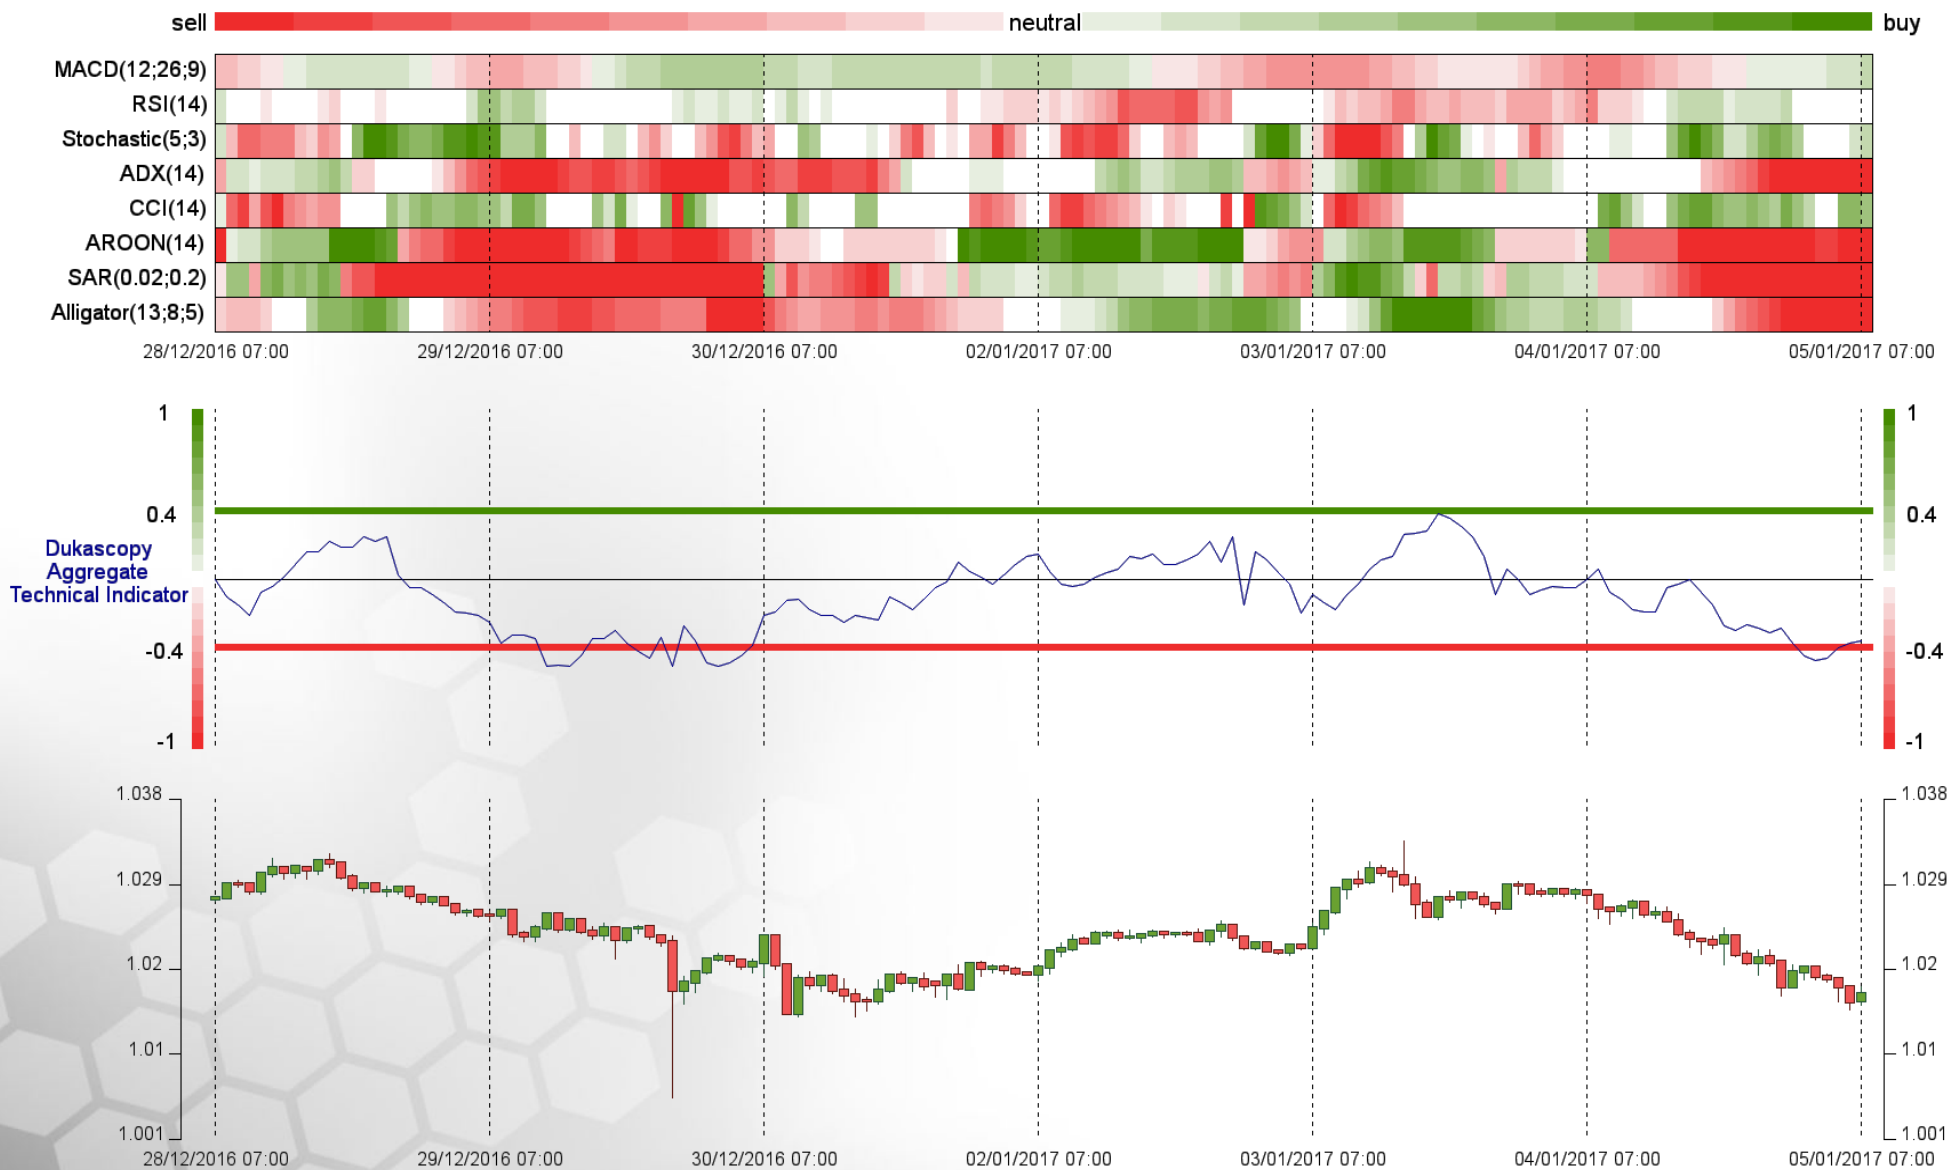 sell neutral buy
MACD(12;26;9)
RSI(14)
Stochastic(5;3)
ADX(14)
CCI(14)
AROON(14)
SAR(0.02;0.2)
Alligator(13;8;5)
28/12/2016 07:00 29/12/2016 07:00 30/12/2016 07:00 02/01/2017 07:00 03/01/2017 07:00 04/01/2017 07:00 05/01/2017 07:00
1 1
0.4 0.4
Dukascopy
Aggregate
Technical Indicator
-0.4 -0.4
-1 -1
1.038 1.038
1.029 1.029
1.02 1.02
1.01 1.01
1.001 1.001
28/12/2016 07:00 29/12/2016 07:00 30/12/2016 07:00 02/01/2017 07:00 03/01/2017 07:00 04/01/2017 07:00 05/01/2017 07:00